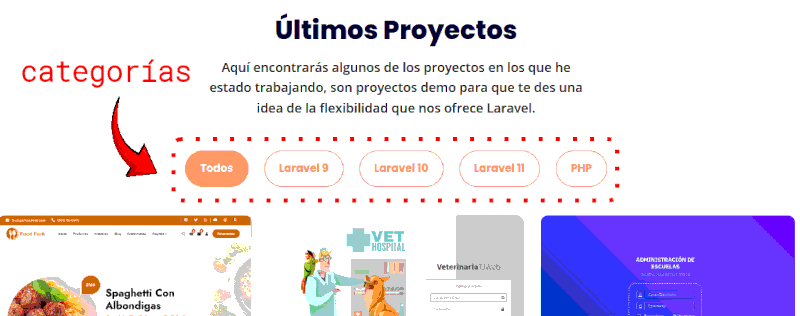 Últimos Proyectos
categorías
Aquí encontrarás algunos de los proyectos en los que he
estado trabajando, son proyectos demo para que te des una
idea de la flexibilidad que nos ofrece Laravel.
Todos
Laravel 9
Laravel 10
Laravel 11
PHP
Food Park
VET
HOSPITAL
Veterinaria
Spaghetti Con
Albondigas
ADMINISTRACIÓN DE
ESCUELAS